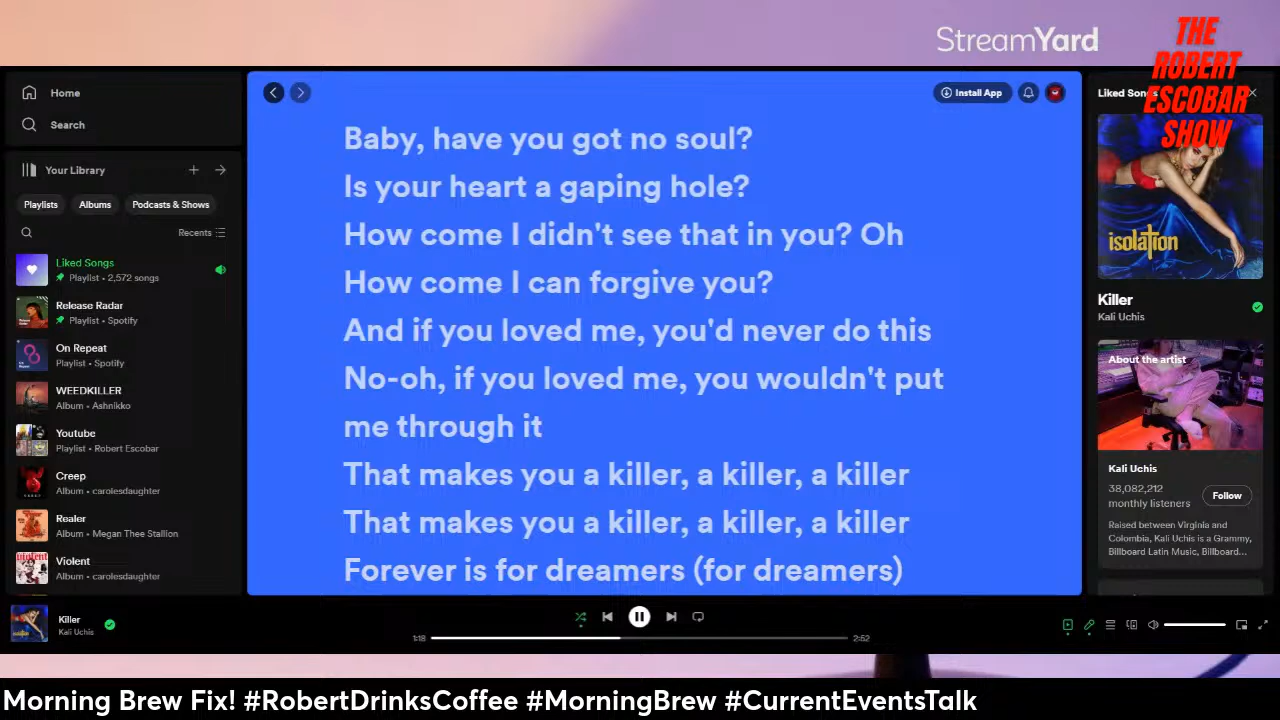 StreamYard
THE
ROBERT
ESCOBAR
SHOW
Home
Search
Your Library
Playlists
Albums
Podcasts & Shows
Recents
Liked Songs
Playlist • 2,572 songs
Release Radar
Playlist • Spotify
On Repeat
Playlist • Spotify
WEEDKILLER
Album • Ashnikko
Youtube
Playlist • Robert Escobar
Creep
Album • carolesdaughter
Realer
Album • Megan Thee Stallion
Violent
Album • carolesdaughter
Install App
Baby, have you got no soul?
Is your heart a gaping hole?
How come I didn't see that in you? Oh
How come I can forgive you?
And if you loved me, you'd never do this
No-oh, if you loved me, you wouldn't put
me through it
That makes you a killer, a killer, a killer
That makes you a killer, a killer, a killer
Forever is for dreamers (for dreamers)
Liked Songs
isolation
Killer
Kali Uchis
About the artist
Kali Uchis
38,082,212
monthly listeners
Follow
Raised between Virginia and
Colombia, Kali Uchis is a Grammy,
Billboard Latin Music, Billboard...
Killer
Kali Uchis
1:18
2:52
Morning Brew Fix! #RobertDrinksCoffee #MorningBrew #CurrentEventsTalk